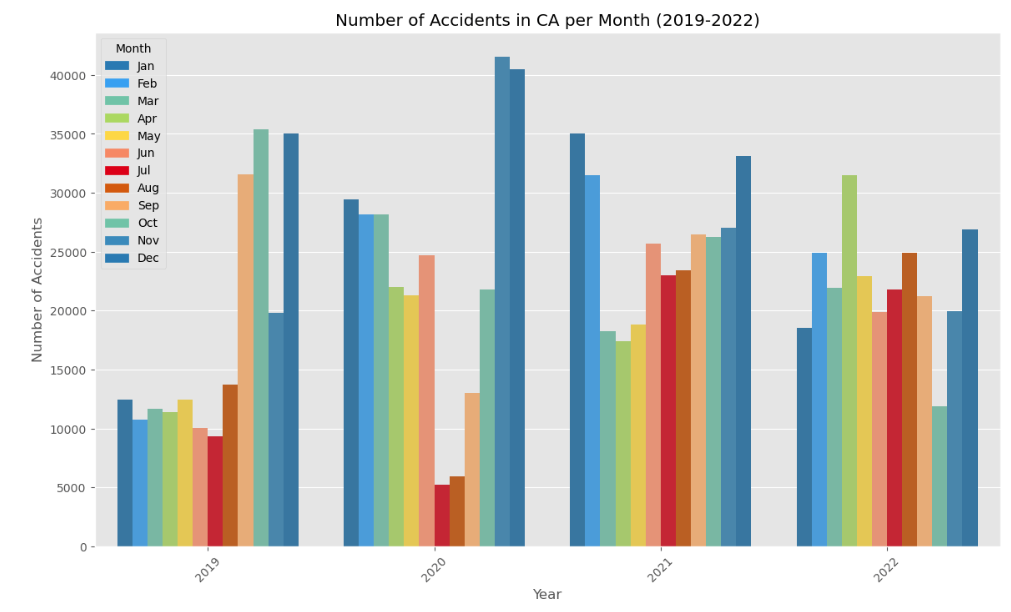 Number of Accidents in CA per Month (2019-2022)
Month
Jan
Feb
Mar
Apr
May
Jun
Jul
Aug
Sep
Oct
Nov
Dec
Number of Accidents
40000
35000
30000
25000
20000
15000
10000
5000
0
2019
2020
2021
2022
Year